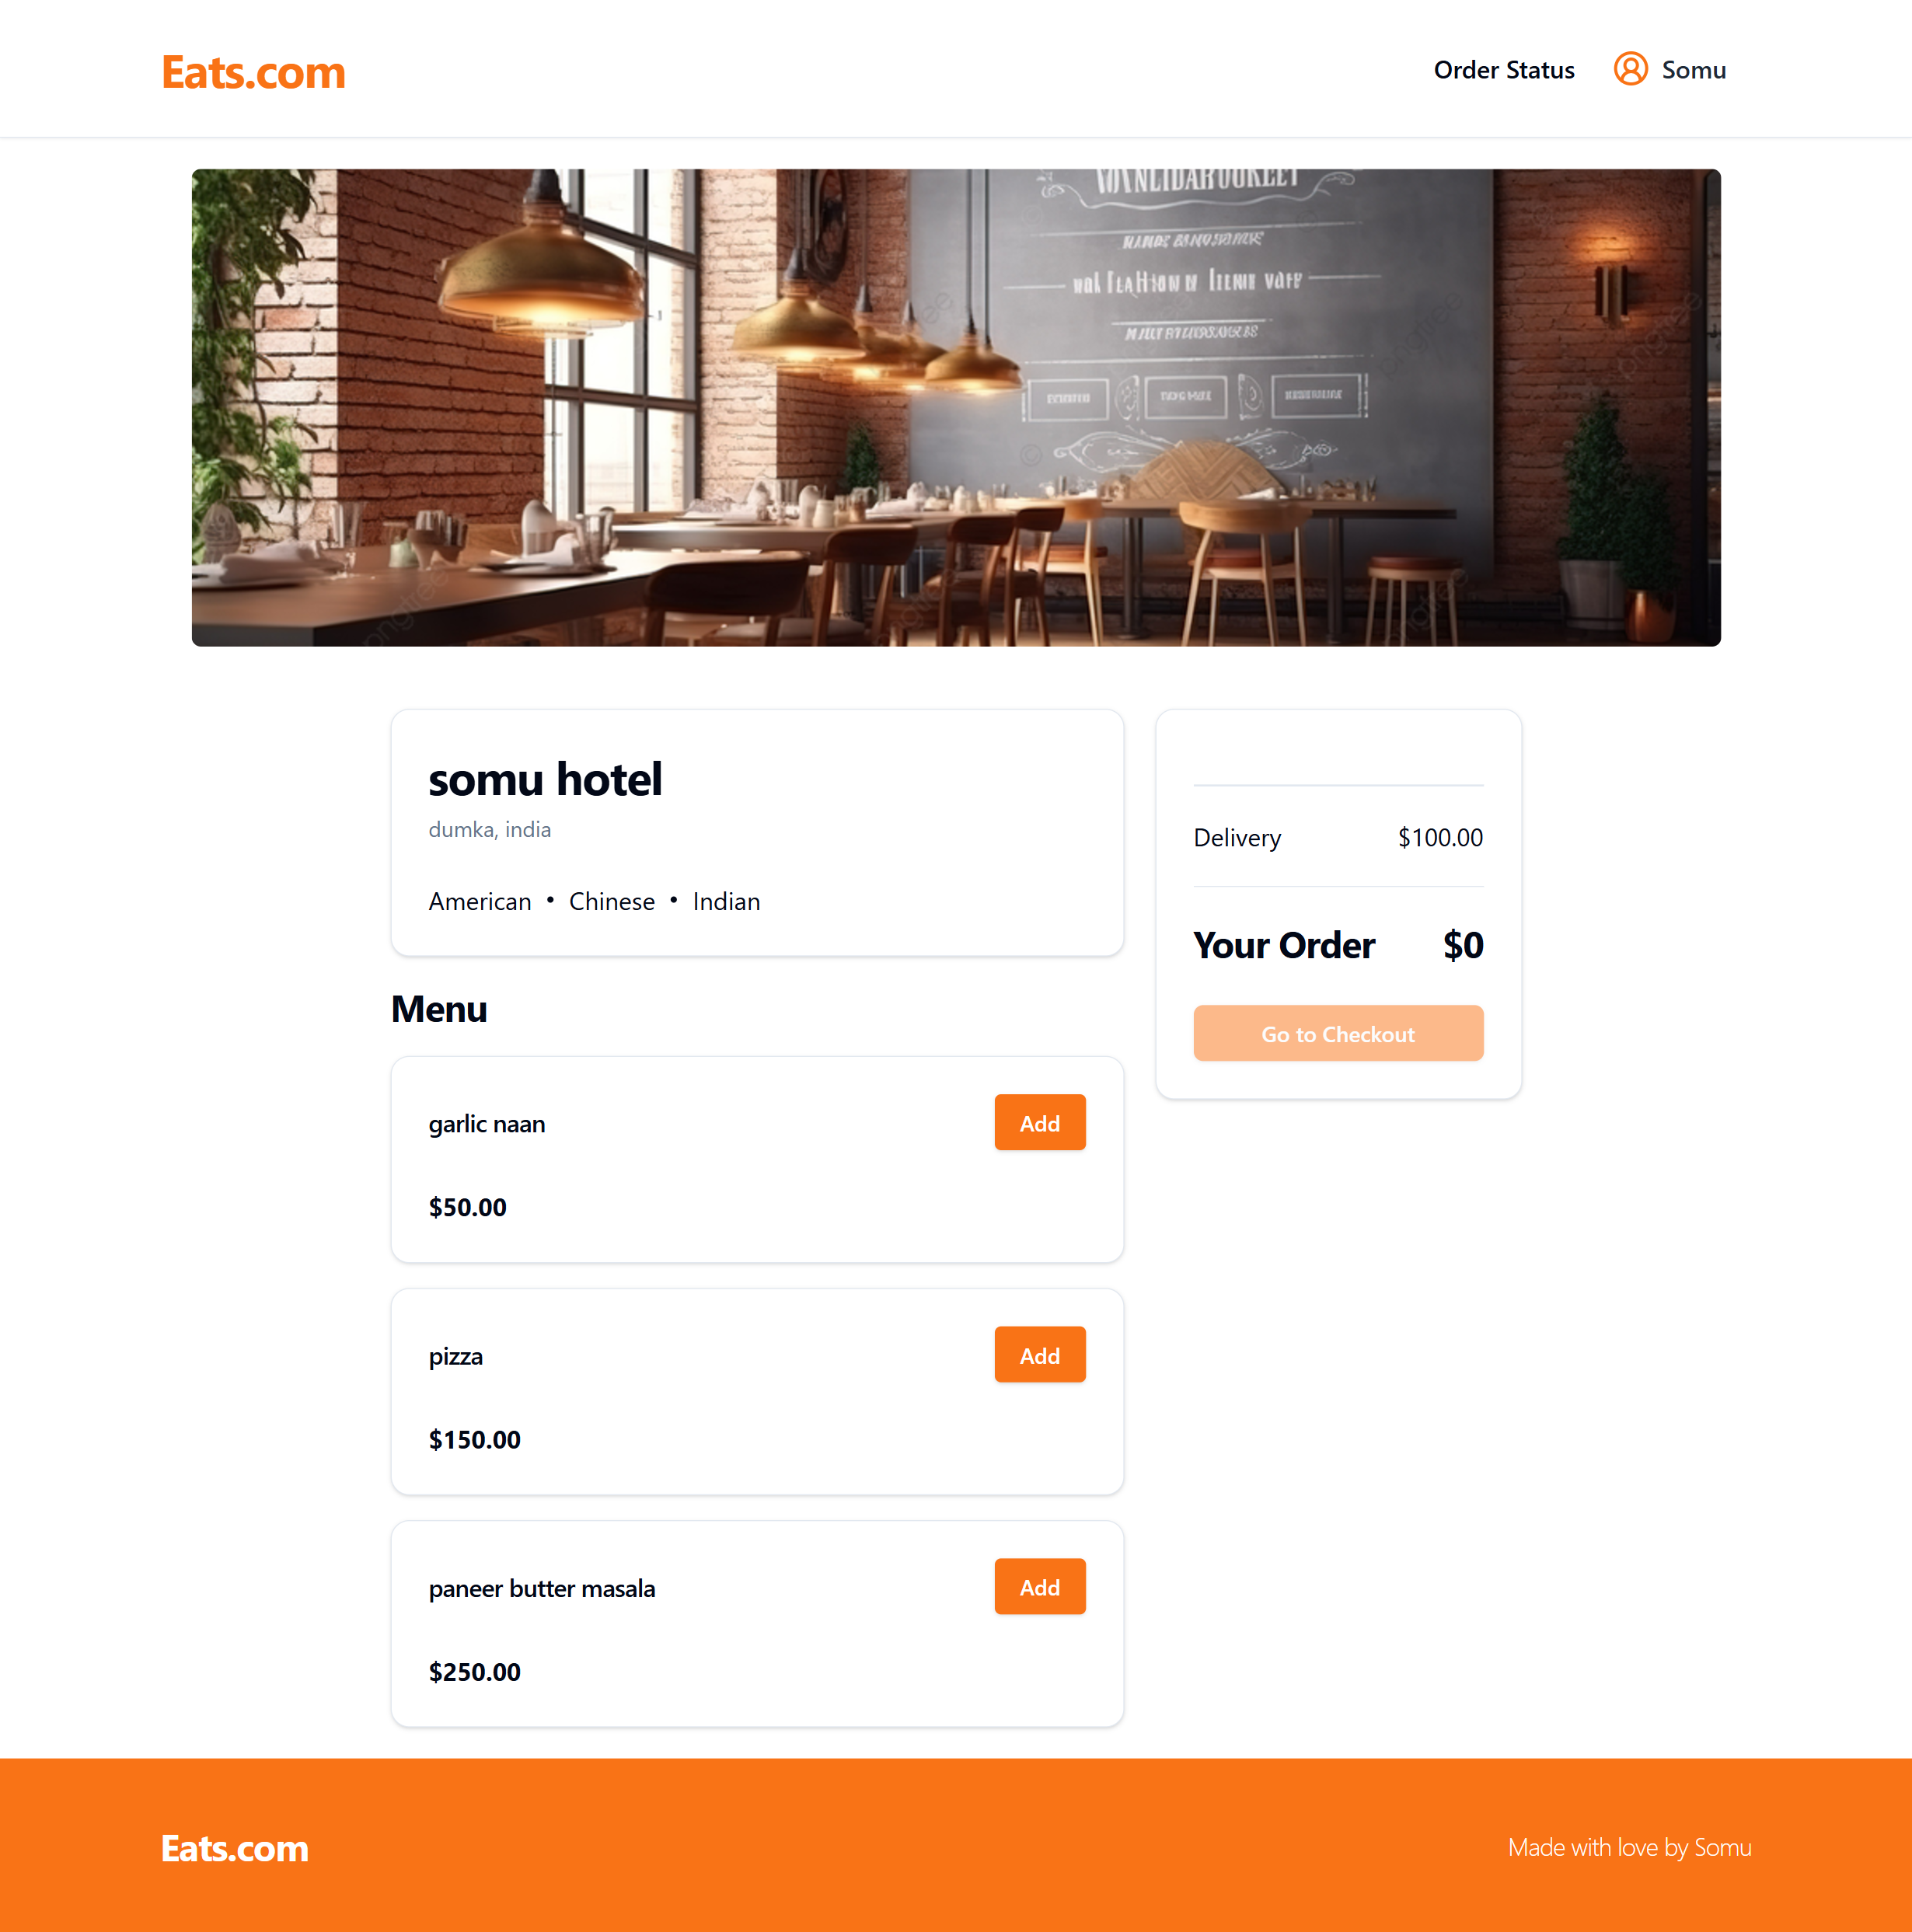 Eats.com
Order Status
Somu
somu hotel
dumka, india
American • Chinese • Indian
Menu
garlic naan
Add
$50.00
pizza
Add
$150.00
paneer butter masala
Add
$250.00
Delivery $100.00
Your Order $0
Go to Checkout
Eats.com
Made with love by Somu